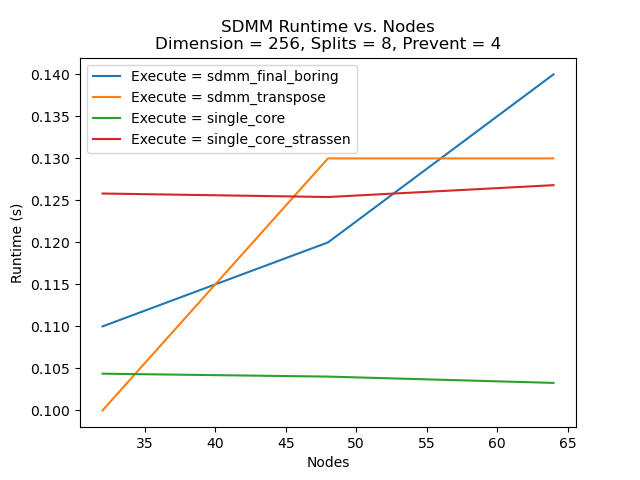 SDMM Runtime vs. Nodes
Dimension = 256, Splits = 8, Prevent = 4
Execute = sdmm_final_boring
Execute = sdmm_transpose
Execute = single_core
Execute = single_core_strassen
0.140
0.135
0.130
0.125
0.120
0.115
0.110
0.105
0.100
Runtime (s)
35 40 45 50 55 60 65
Nodes